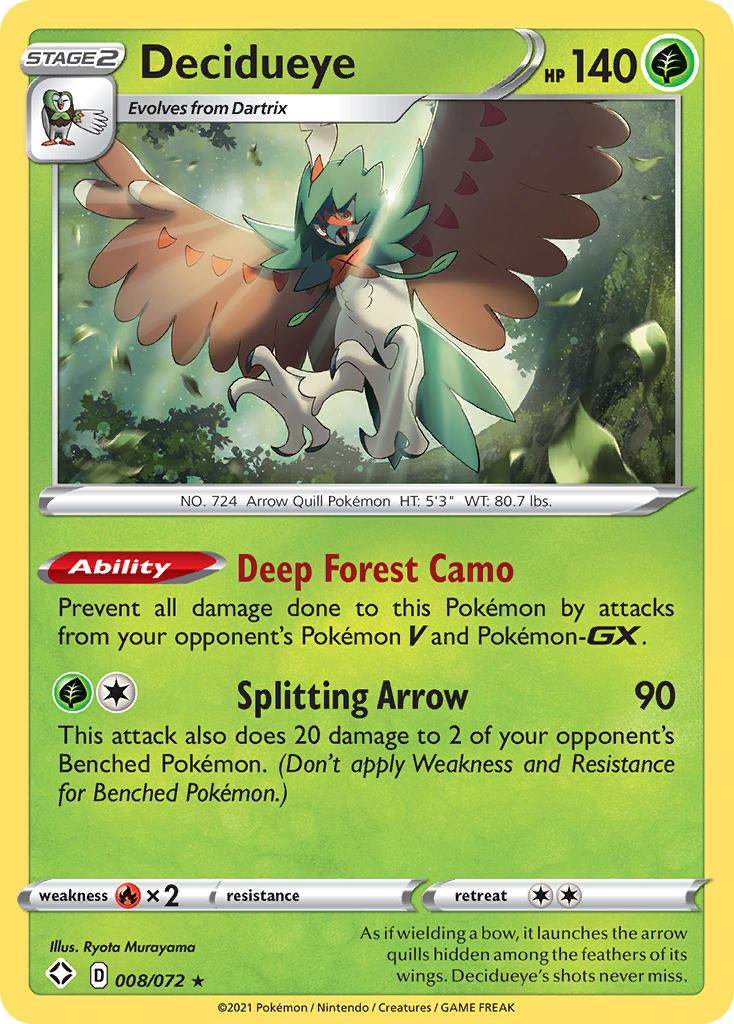 STAGE 2
Decidueye
HP 140
Evolves from Dartrix
NO. 724 Arrow Quill Pokémon HT: 5'3" WT: 80.7 lbs.
Ability Deep Forest Camo
Prevent all damage done to this Pokémon by attacks
from your opponent's Pokémon V and Pokémon-GX.
Splitting Arrow 90
This attack also does 20 damage to 2 of your opponent's
Benched Pokémon. (Don't apply Weakness and Resistance
for Benched Pokémon.)
weakness ×2 resistance retreat
Illus. Ryota Murayama
D 008/072 ★
As if wielding a bow, it launches the arrow
quills hidden among the feathers of its
wings. Decidueye's shots never miss.
©2021 Pokémon / Nintendo / Creatures / GAME FREAK